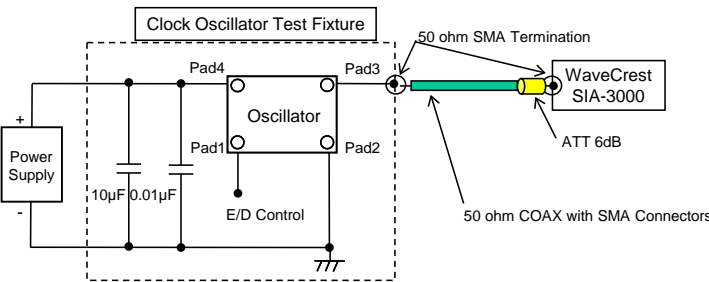 Clock Oscillator Test Fixture
50 ohm SMA Termination
Pad4
Pad3
WaveCrest
SIA-3000
Oscillator
+
ATT 6dB
Power
Supply
Pad1
Pad2
10µF
0.01µF
-
E/D Control
50 ohm COAX with SMA Connectors